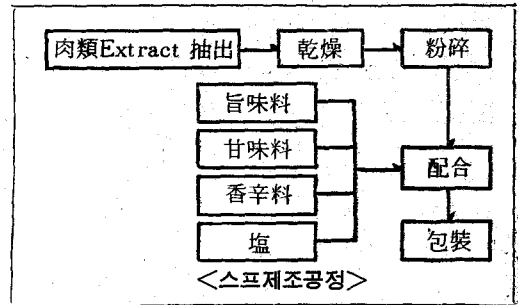 肉類Extract 抽出 乾燥 粉碎
旨味料
甘味料
香辛料
塩
配合
包裝
<스프제조공정>